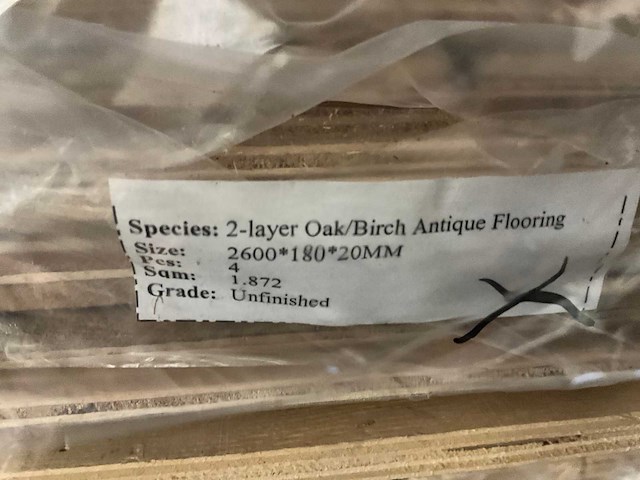 Species: 2-layer Oak/Birch Antique Flooring
Size: 2600*180*20MM
Pcs: 4
Sqm: 1.872
Grade: Unfinished